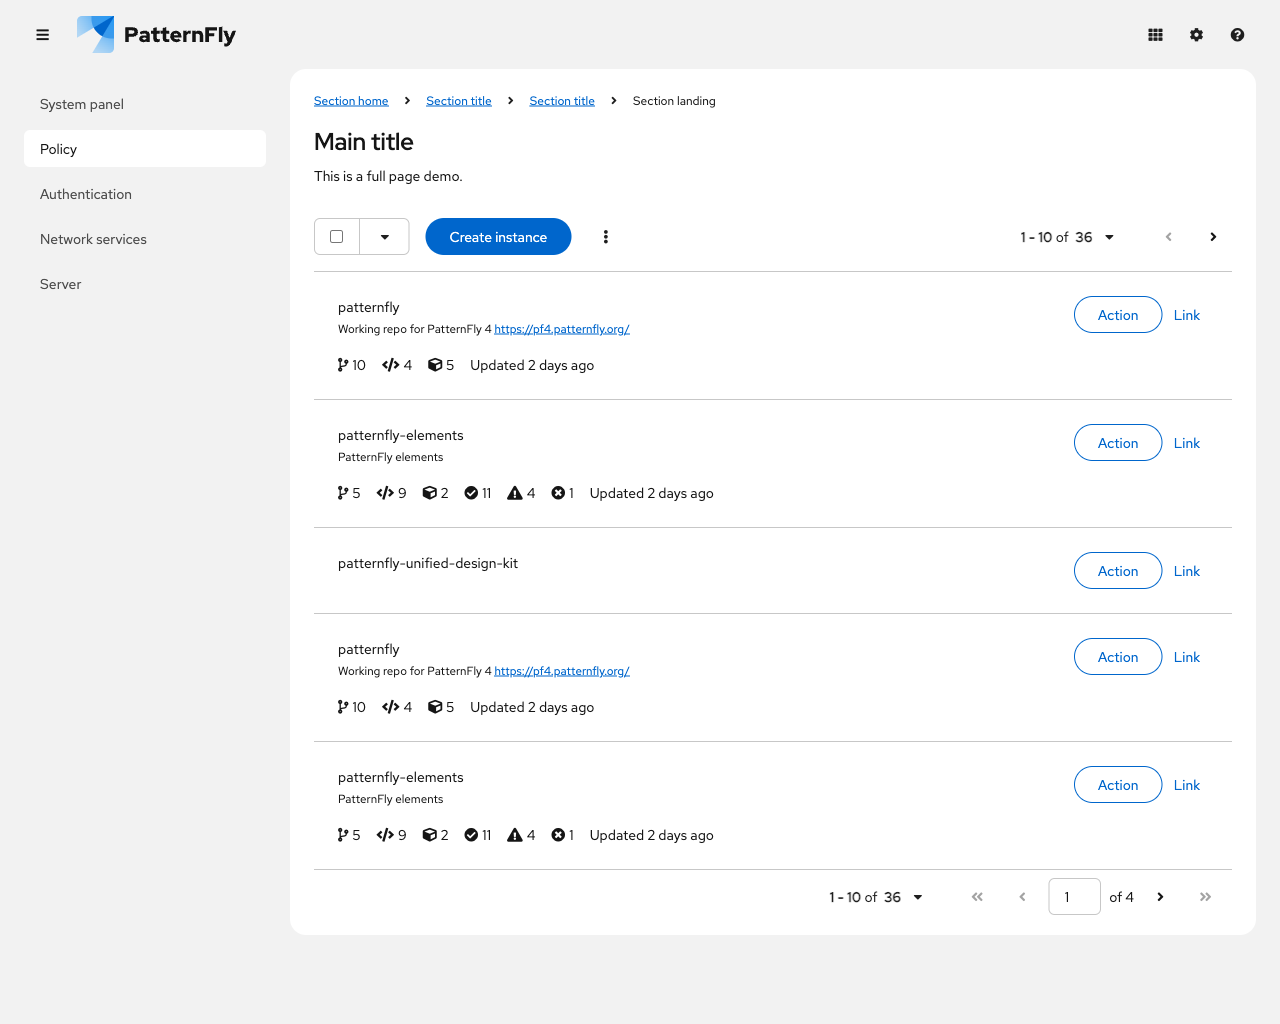 PatternFly
System panel
Policy
Authentication
Network services
Server
Section home Section title Section title Section landing
Main title
This is a full page demo.
Create instance 1 - 10 of 36
patternfly Action Link
Working repo for PatternFly 4 https://pf4.patternfly.org/
10 4 5 Updated 2 days ago
patternfly-elements Action Link
PatternFly elements
5 9 2 11 4 1 Updated 2 days ago
patternfly-unified-design-kit Action Link
patternfly Action Link
Working repo for PatternFly 4 https://pf4.patternfly.org/
10 4 5 Updated 2 days ago
patternfly-elements Action Link
PatternFly elements
5 9 2 11 4 1 Updated 2 days ago
1 - 10 of 36 1 of 4